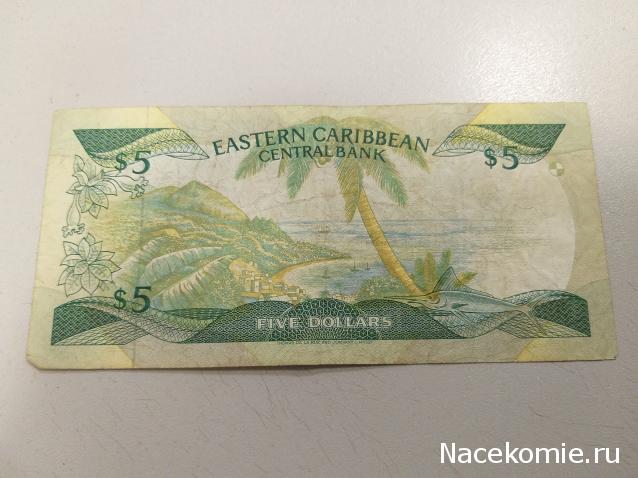 EASTERN CARIBBEAN
CENTRAL BANK
$5
$5
$5
FIVE DOLLARS
Nacekomie.ru